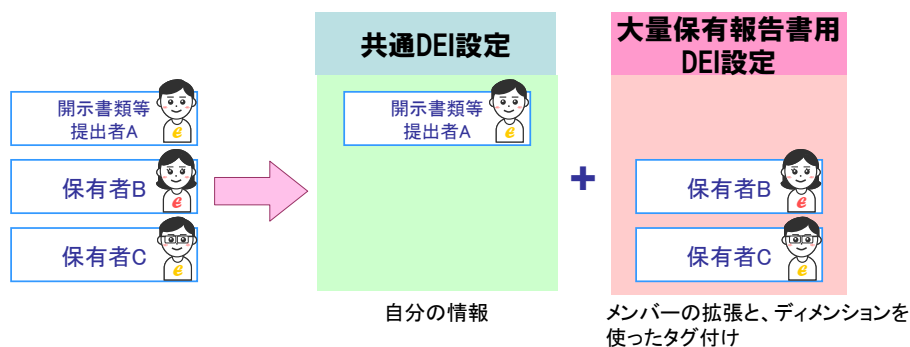 共通DEI設定
大量保有報告書用
DEI設定
開示書類等
提出者A
e
保有者B
e
保有者C
e
開示書類等
提出者A
e
+
保有者B
e
保有者C
e
自分の情報
メンバーの拡張と、ディメンションを
使ったタグ付け